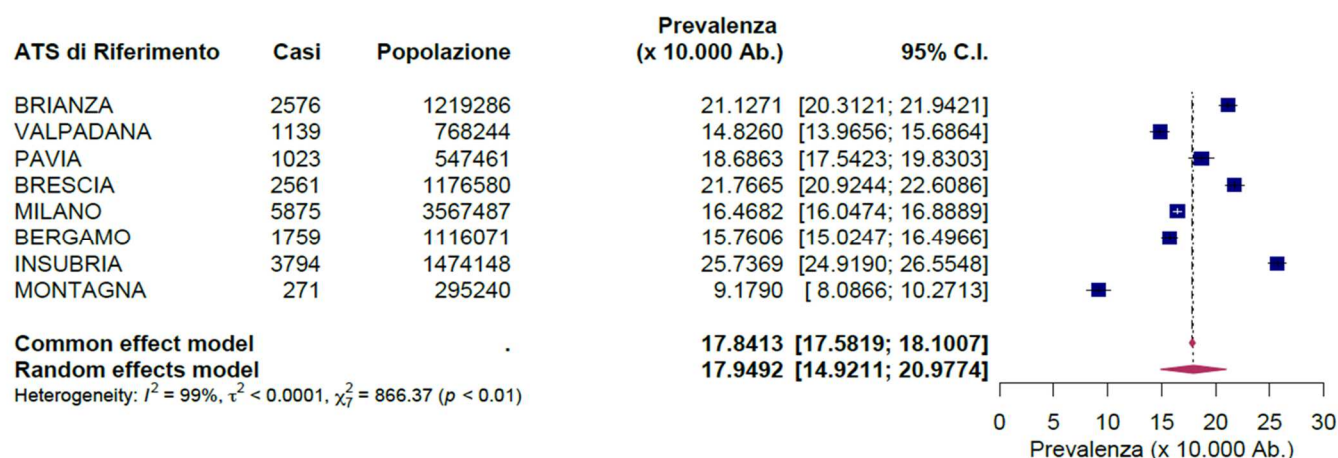 Prevalenza
ATS di Riferimento Casi Popolazione (x 10.000 Ab.) 95% C.I.
BRIANZA 2576 1219286 21.1271 [20.3121; 21.9421]
VALPADANA 1139 768244 14.8260 [13.9656; 15.6864]
PAVIA 1023 547461 18.6863 [17.5423; 19.8303]
BRESCIA 2561 1176580 21.7665 [20.9244; 22.6086]
MILANO 5875 3567487 16.4682 [16.0474; 16.8889]
BERGAMO 1759 1116071 15.7606 [15.0247; 16.4966]
INSUBRIA 3794 1474148 25.7369 [24.9190; 26.5548]
MONTAGNA 271 295240 9.1790 [ 8.0866; 10.2713]
Common effect model . 17.8413 [17.5819; 18.1007]
Random effects model 17.9492 [14.9211; 20.9774]
Heterogeneity: I² = 99%, τ² < 0.0001, χ²₇ = 866.37 (p < 0.01)
0 5 10 15 20 25 30
Prevalenza (x 10.000 Ab.)